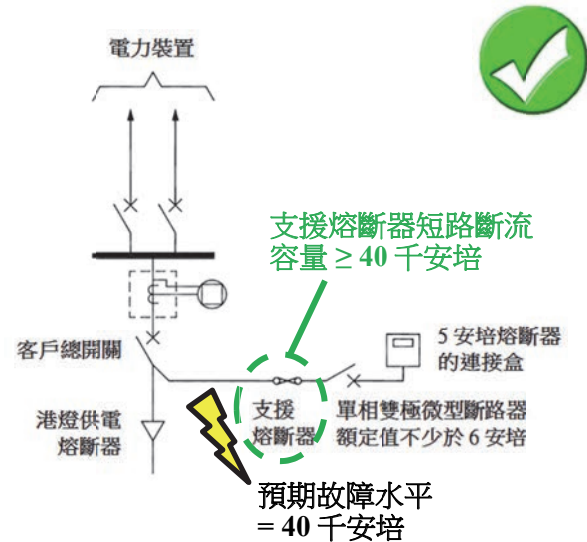 電力裝置
支援熔斷器短路斷流
容量 ≥ 40 千安培
客戶總開關
5 安培熔斷器
的連接盒
港燈供電
熔斷器
支援
熔斷器
單相雙極微型斷路器
額定值不少於 6 安培
預期故障水平
= 40 千安培